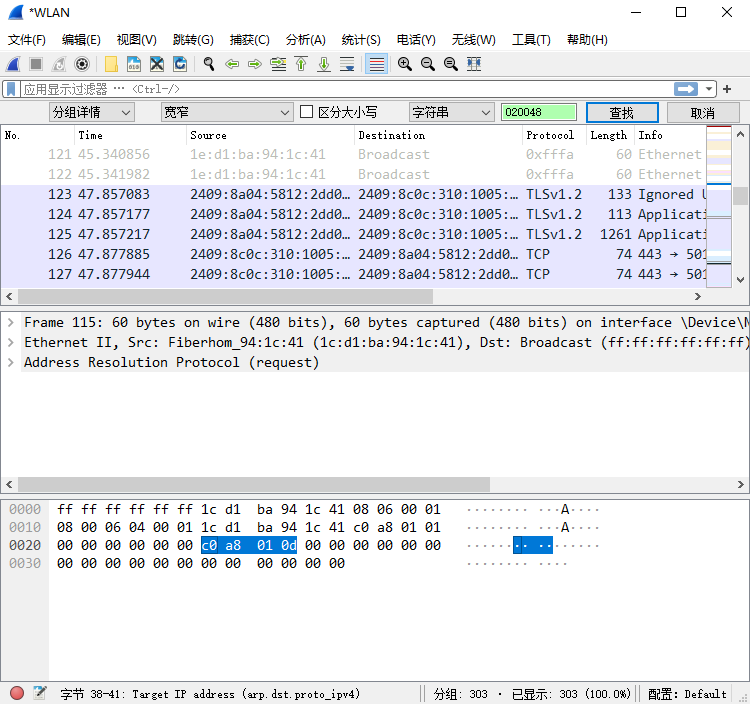 *WLAN
文件(F) 编辑(E) 视图(V) 跳转(G) 捕获(C) 分析(A) 统计(S) 电话(Y) 无线(W) 工具(T) 帮助(H)
应用显示过滤器 … <Ctrl-/>
分组详情 宽窄 区分大小写 字符串 020048 查找 取消
No. Time Source Destination Protocol Length Info
121 45.340856 1e:d1:ba:94:1c:41 Broadcast 0xfffa 60 Ethernet
122 45.341982 1e:d1:ba:94:1c:41 Broadcast 0xfffa 60 Ethernet
123 47.857083 2409:8a04:5812:2dd0… 2409:8c0c:310:1005:… TLSv1.2 133 Ignored U
124 47.857177 2409:8a04:5812:2dd0… 2409:8c0c:310:1005:… TLSv1.2 113 Applicati
125 47.857217 2409:8a04:5812:2dd0… 2409:8c0c:310:1005:… TLSv1.2 1261 Applicati
126 47.877885 2409:8c0c:310:1005:… 2409:8a04:5812:2dd0… TCP 74 443 → 501
127 47.877944 2409:8c0c:310:1005:… 2409:8a04:5812:2dd0… TCP 74 443 → 501
Frame 115: 60 bytes on wire (480 bits), 60 bytes captured (480 bits) on interface \Device\N
Ethernet II, Src: Fiberhom_94:1c:41 (1c:d1:ba:94:1c:41), Dst: Broadcast (ff:ff:ff:ff:ff:ff)
Address Resolution Protocol (request)
0000 ff ff ff ff ff ff 1c d1 ba 94 1c 41 08 06 00 01 ········ ···A····
0010 08 00 06 04 00 01 1c d1 ba 94 1c 41 c0 a8 01 01 ········ ···A····
0020 00 00 00 00 00 00 c0 a8 01 0d 00 00 00 00 00 00 ········ ········
0030 00 00 00 00 00 00 00 00 00 00 00 00 ········ ····
字节 38-41: Target IP address (arp.dst.proto_ipv4) 分组: 303 · 已显示: 303 (100.0%) 配置: Default